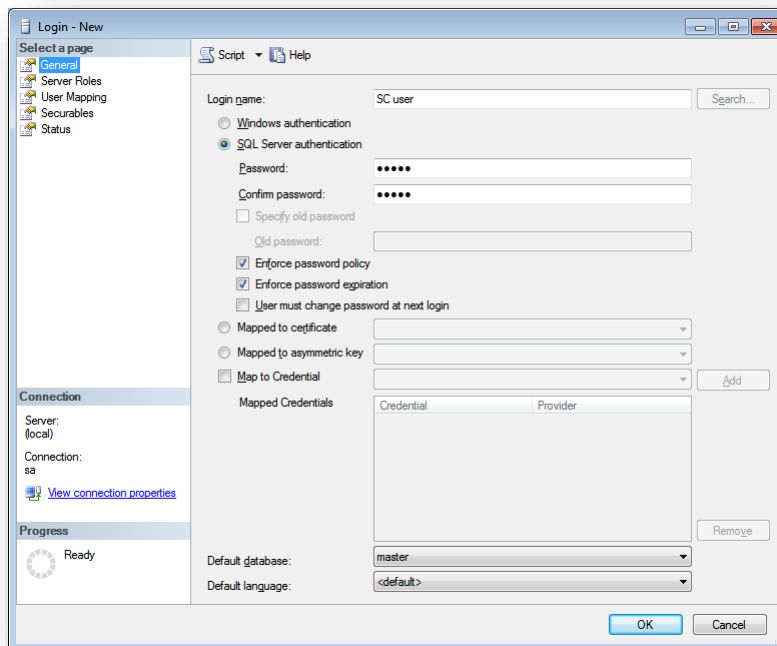 Login - New
Select a page
General
Server Roles
User Mapping
Securables
Status
Script
Help
Login name:
SC user
Search...
Windows authentication
SQL Server authentication
Password:
•••••
Confirm password:
•••••
Specify old password
Old password:
Enforce password policy
Enforce password expiration
User must change password at next login
Mapped to certificate
Mapped to asymmetric key
Map to Credential
Add
Mapped Credentials
Credential Provider
Remove
Default database:
master
Default language:
<default>
Connection
Server:
(local)
Connection:
sa
View connection properties
Progress
Ready
OK
Cancel